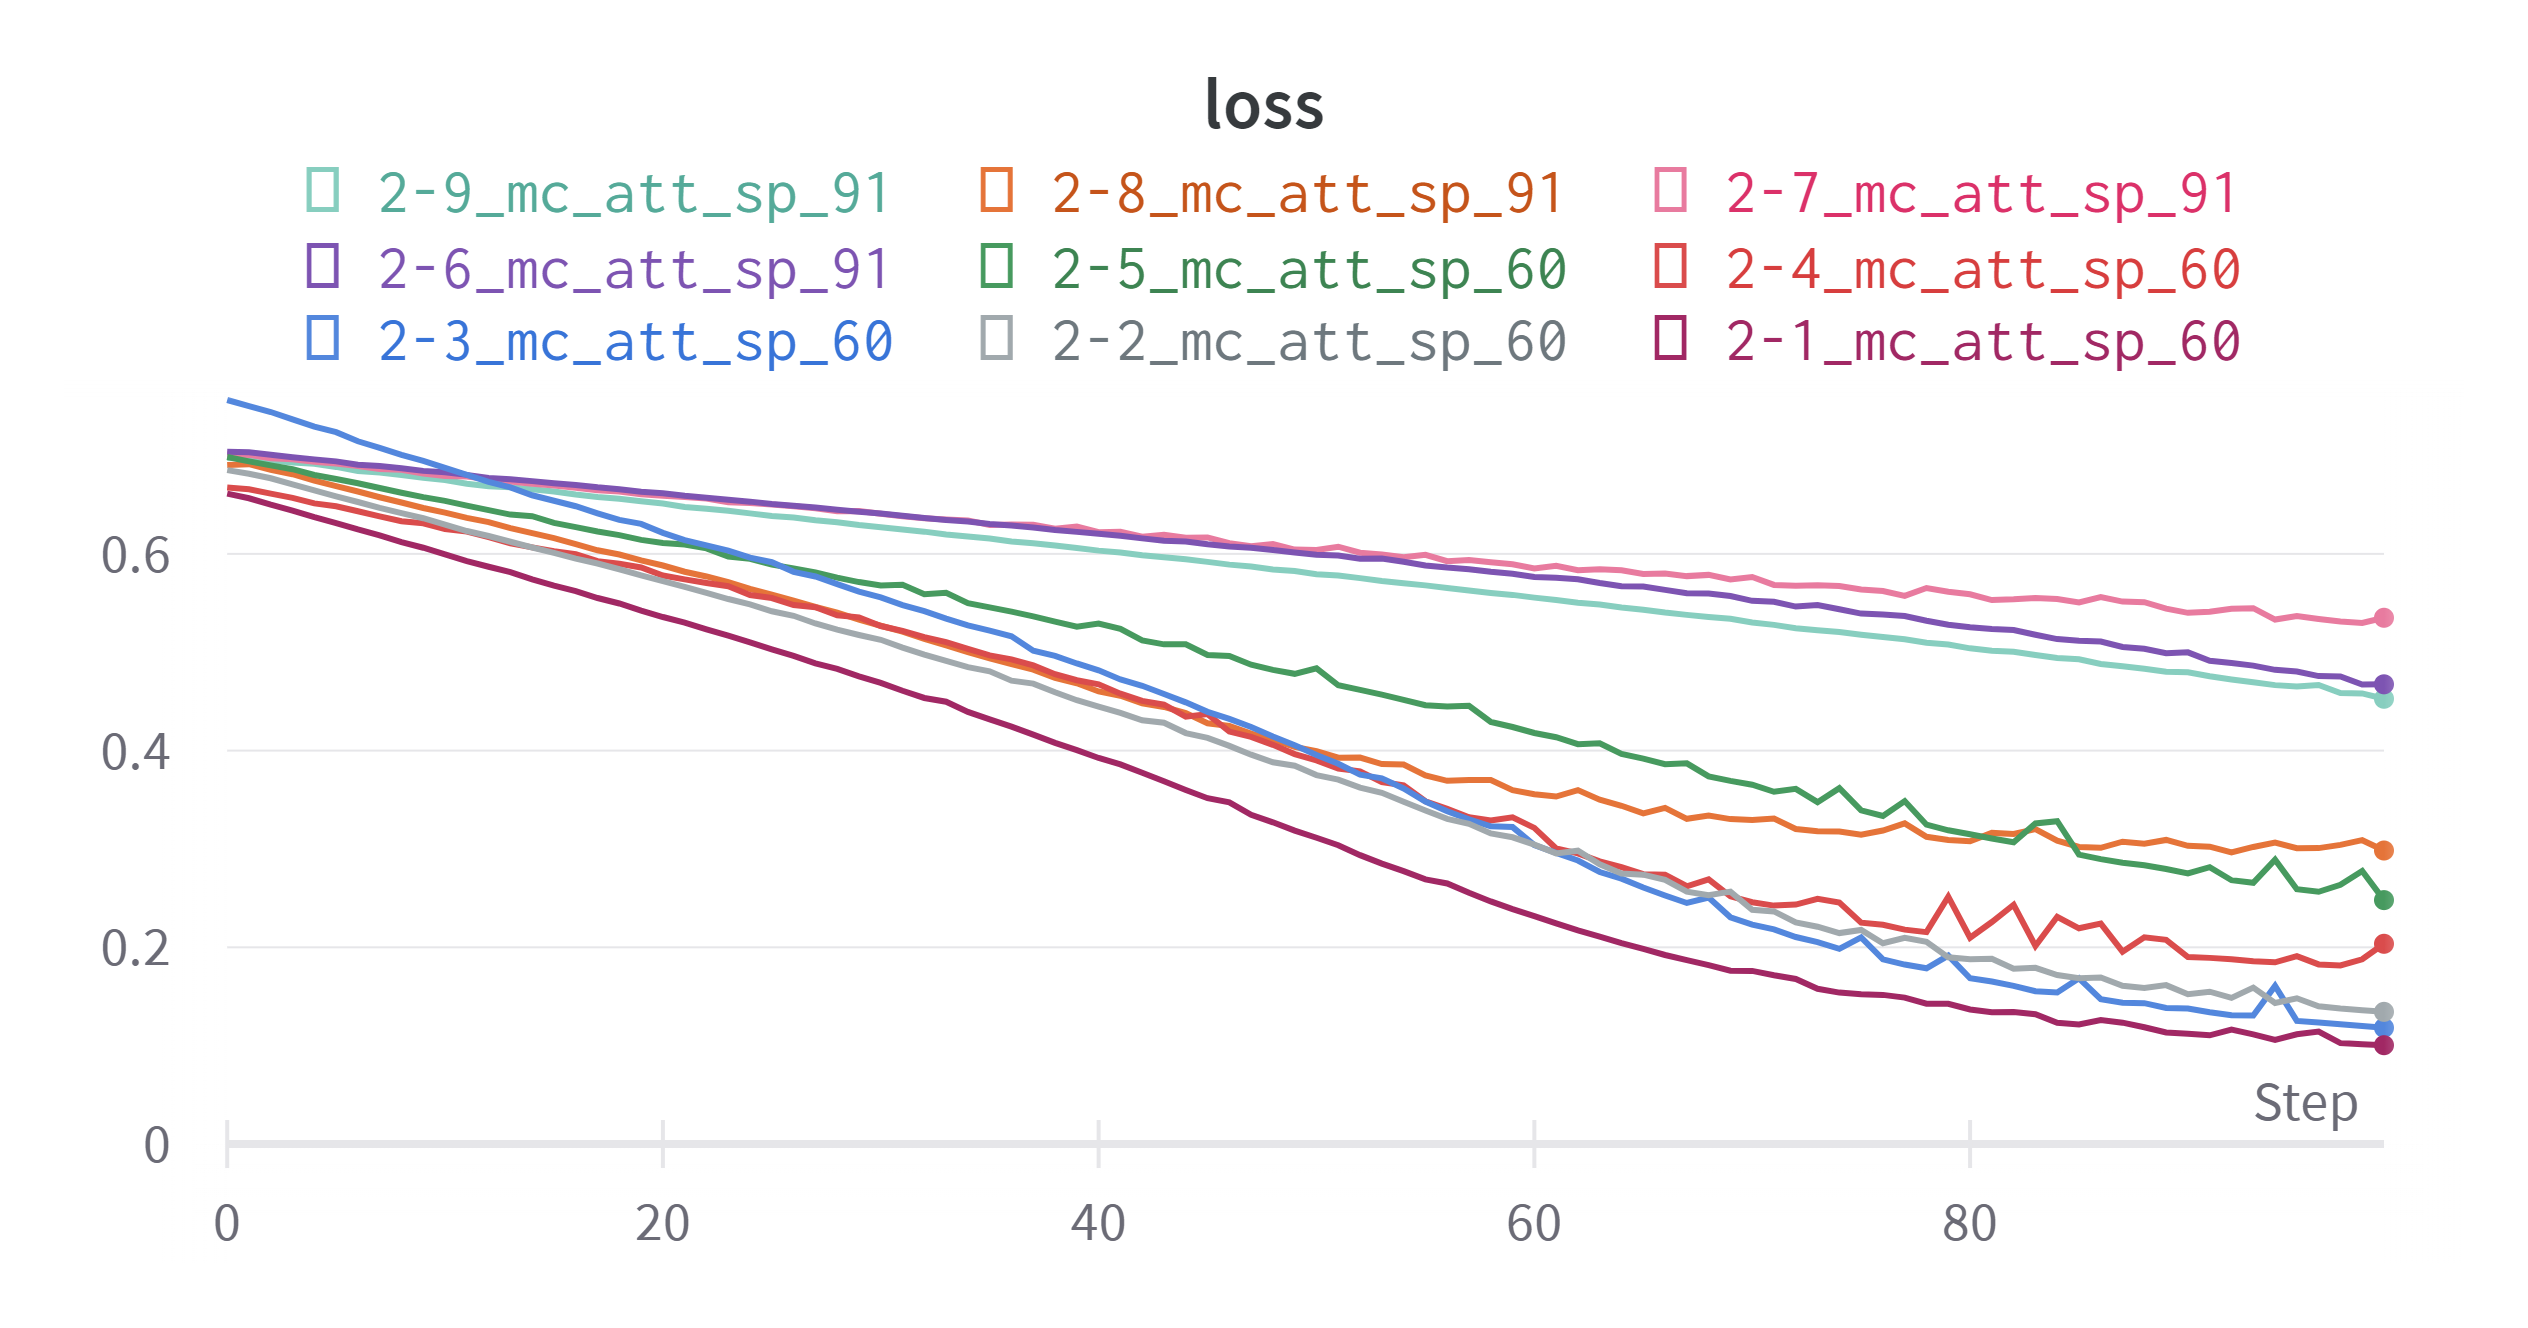 loss
2-9_mc_att_sp_91 2-8_mc_att_sp_91 2-7_mc_att_sp_91
2-6_mc_att_sp_91 2-5_mc_att_sp_60 2-4_mc_att_sp_60
2-3_mc_att_sp_60 2-2_mc_att_sp_60 2-1_mc_att_sp_60
0.6
0.4
0.2
Step
0
0 20 40 60 80